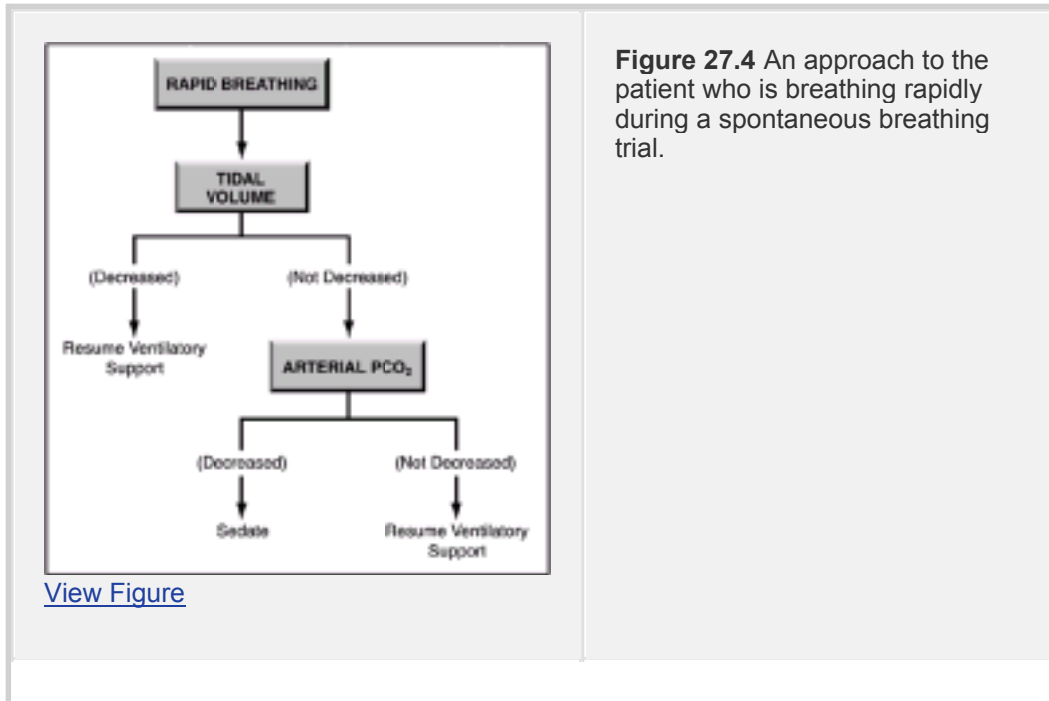 RAPID BREATHING
TIDAL
VOLUME
(Decreased)
(Not Decreased)
Resume Ventilatory
Support
ARTERIAL PCO₂
(Decreased)
(Not Decreased)
Sedate
Resume Ventilatory
Support
View Figure
Figure 27.4 An approach to the
patient who is breathing rapidly
during a spontaneous breathing
trial.